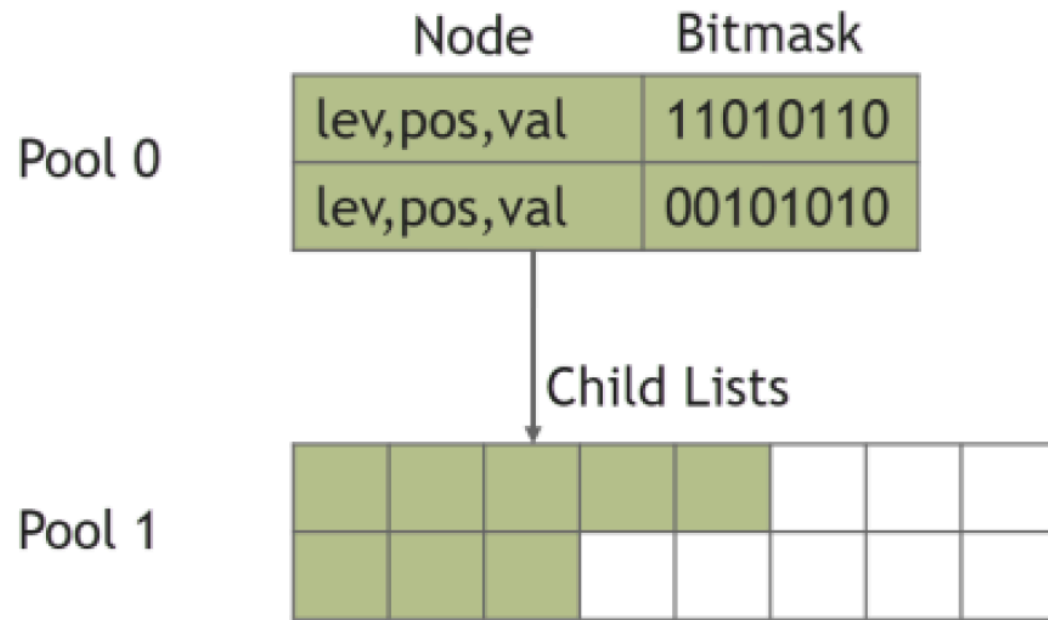 Node Bitmask
Pool 0
lev,pos,val 11010110
lev,pos,val 00101010
Child Lists
Pool 1